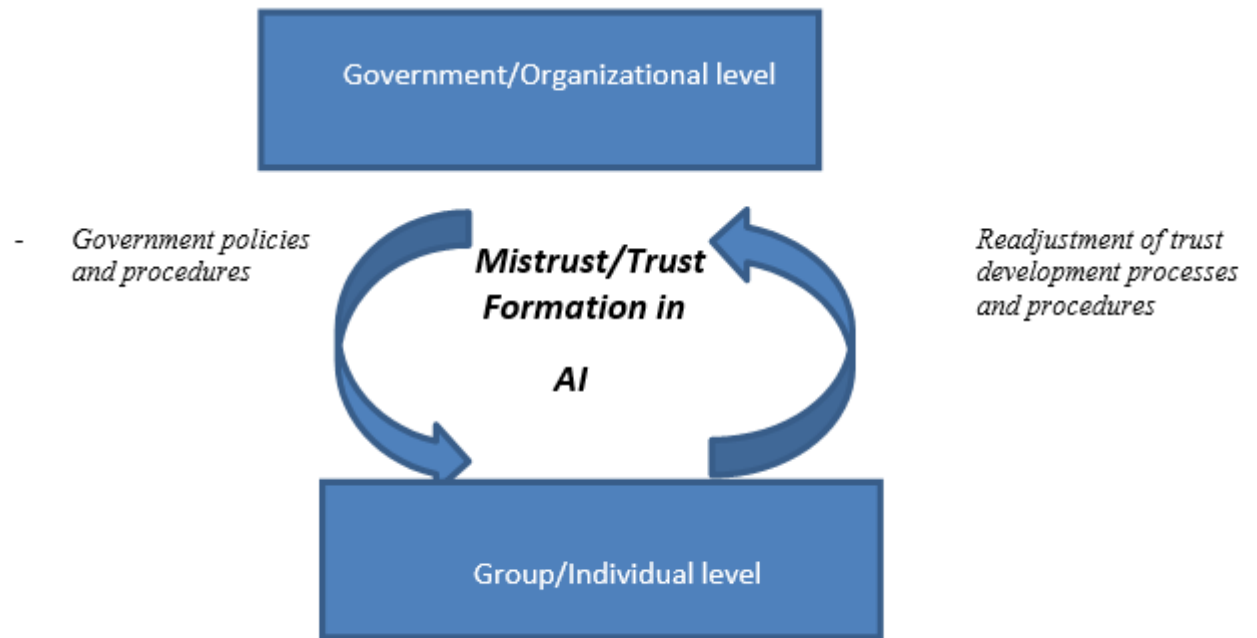 Government/Organizational level
- Government policies
and procedures
Mistrust/Trust
Formation in
AI
Readjustment of trust
development processes
and procedures
Group/Individual level